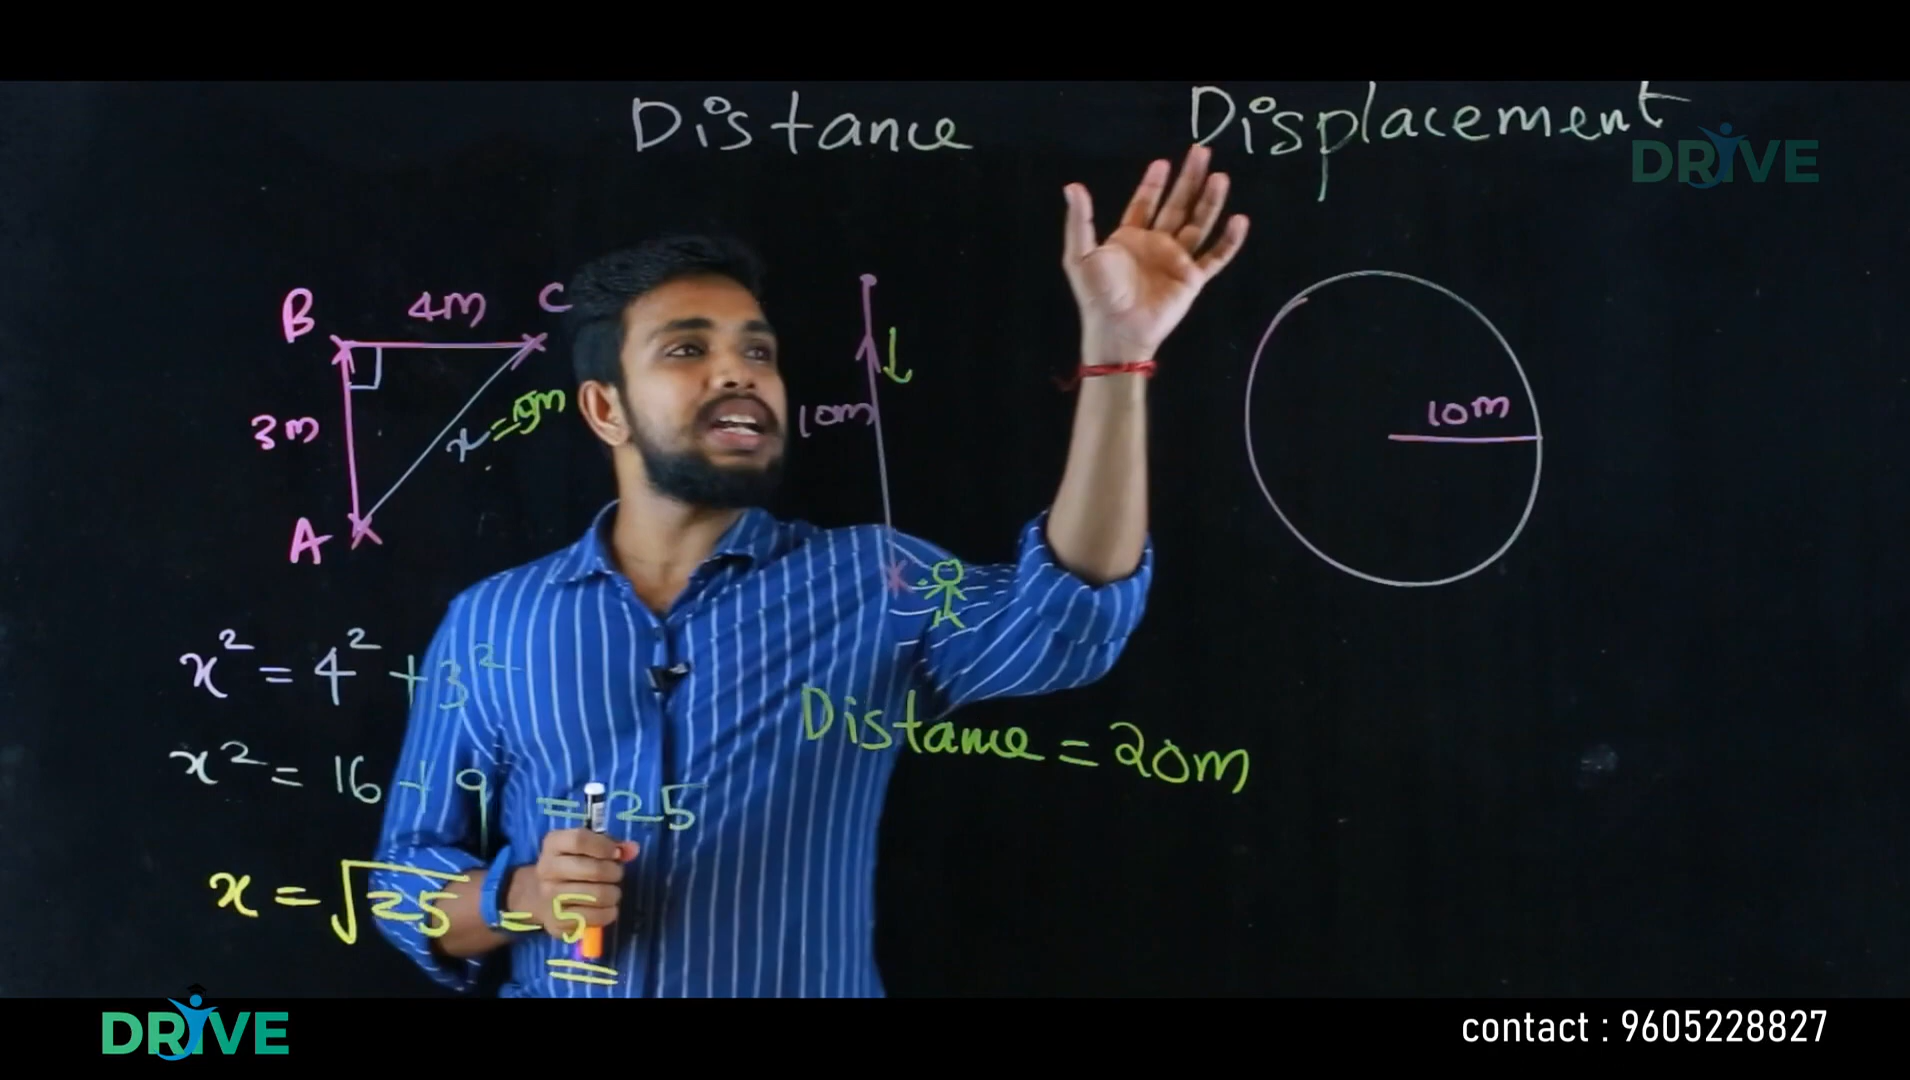 Distance
Displacement
DRIVE
B
4m
C
3m
x = 5m
A
10m
10m
x² = 4² + 3²
x² = 16 + 9 = 25
x = √25 = 5
Distance = 20m
DRIVE
contact : 9605228827